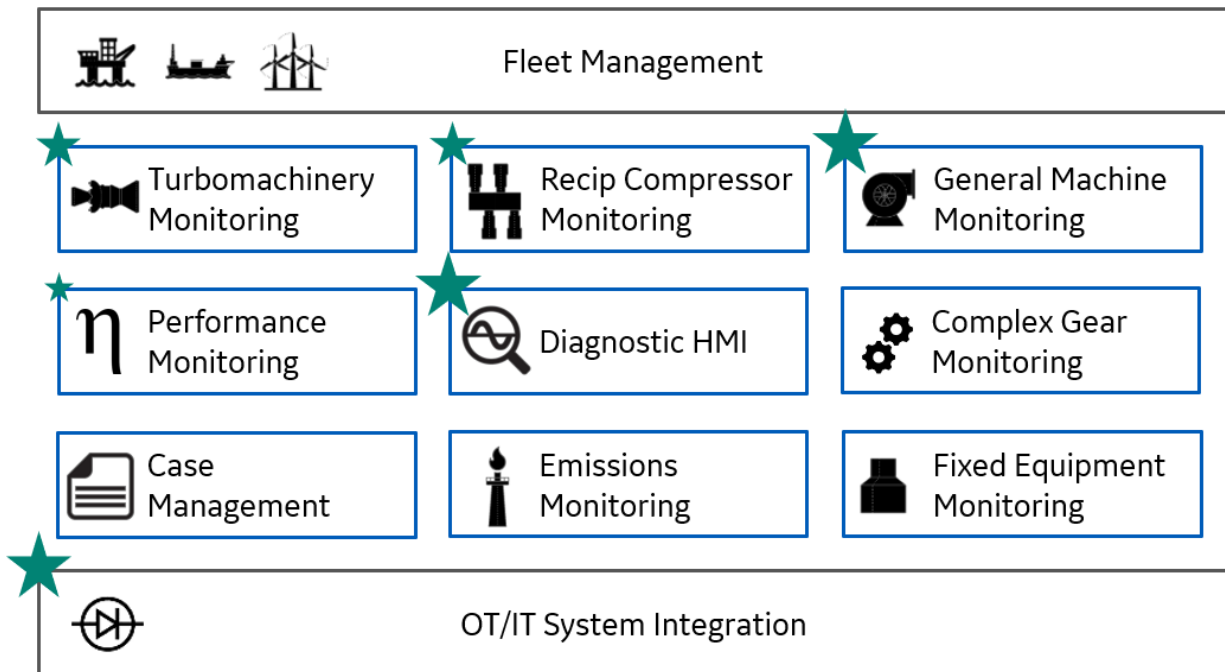 Fleet Management
Turbomachinery
Monitoring
Recip Compressor
Monitoring
General Machine
Monitoring
η
Performance
Monitoring
Diagnostic HMI
Complex Gear
Monitoring
Case
Management
Emissions
Monitoring
Fixed Equipment
Monitoring
OT/IT System Integration